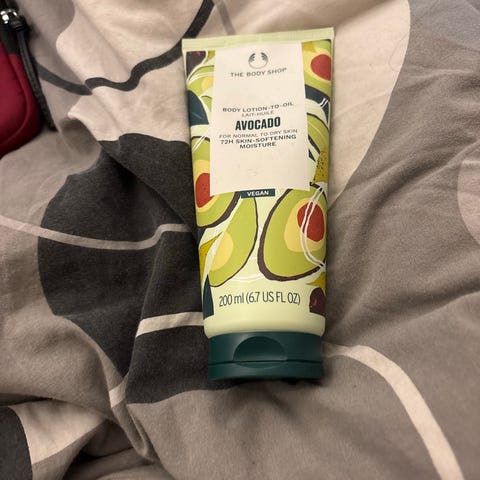 THE BODY SHOP
BODY LOTION-TO-OIL
LAIT-HUILE
AVOCADO
FOR NORMAL TO DRY SKIN
72H SKIN-SOFTENING
MOISTURE
VEGAN
200 ml (6.7 US FL OZ)